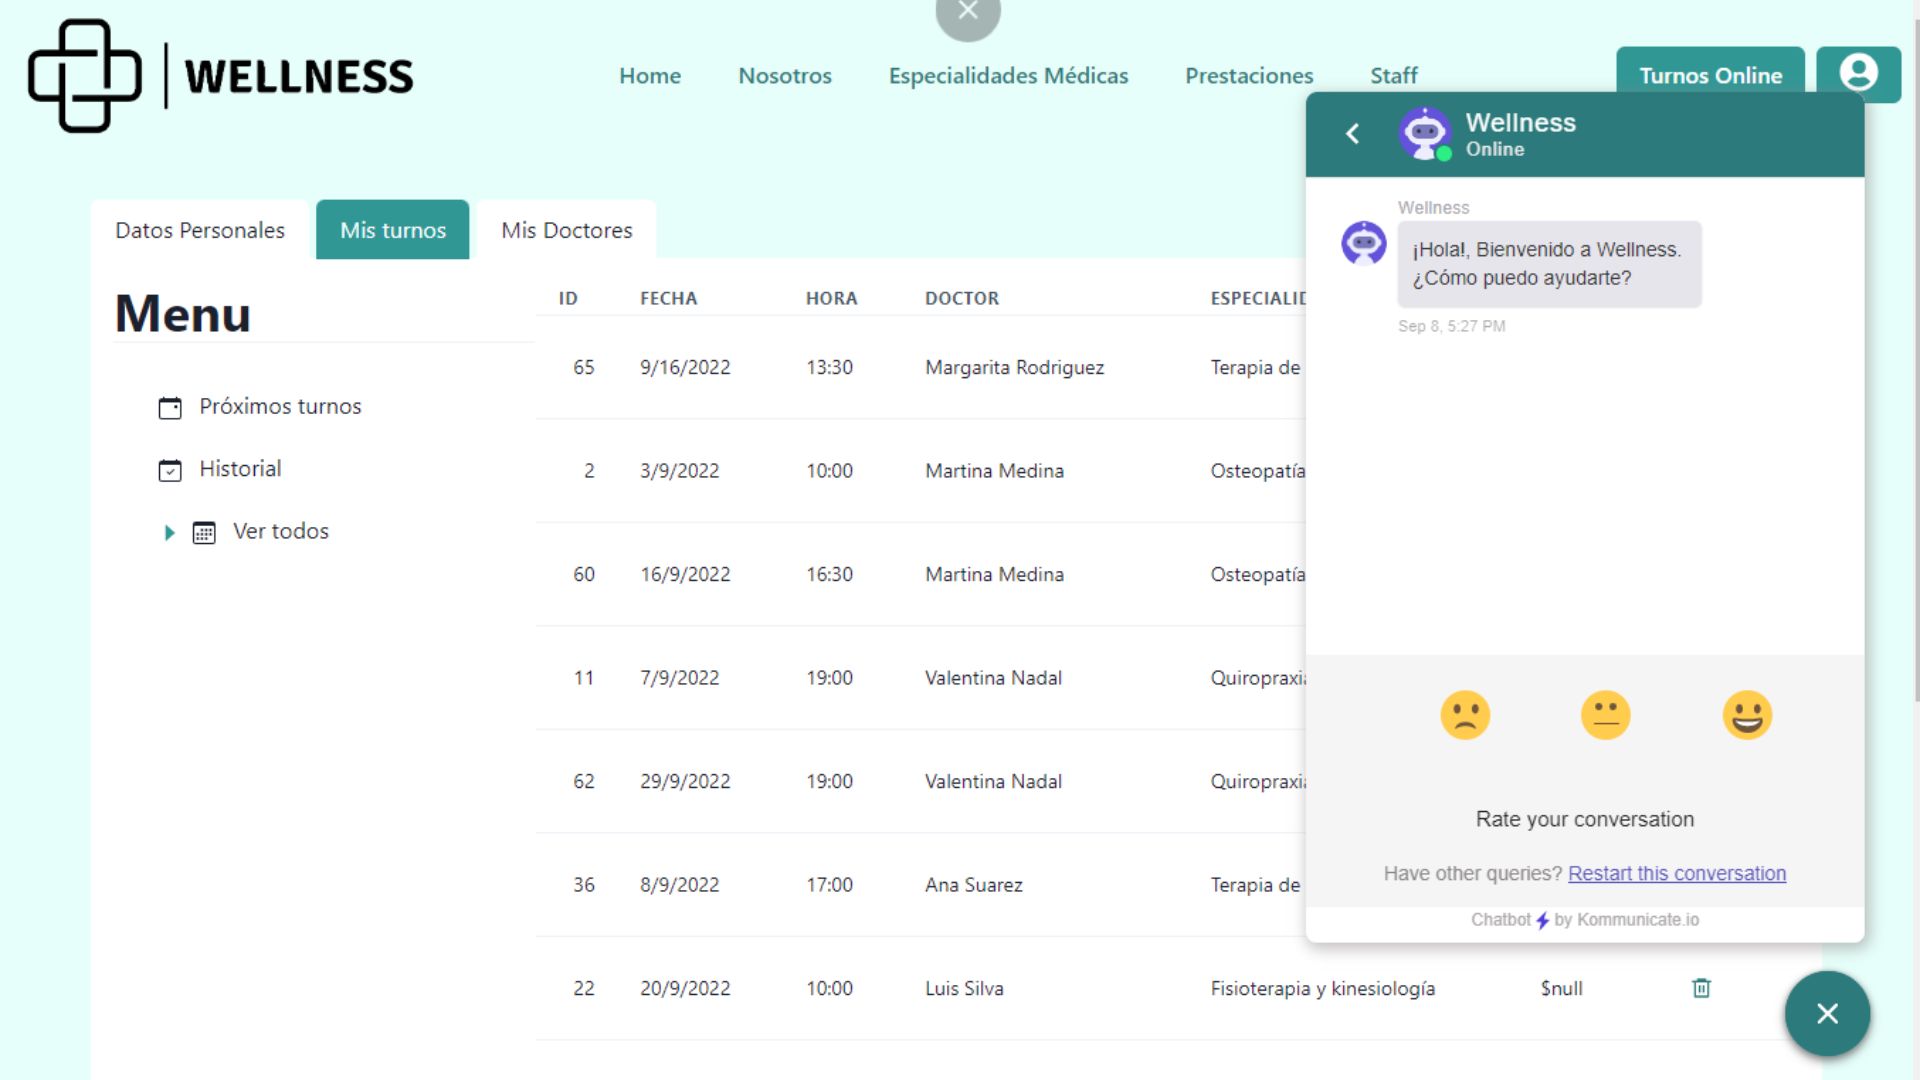 WELLNESS
Home
Nosotros
Especialidades Médicas
Prestaciones
Staff
Turnos Online
Datos Personales
Mis turnos
Mis Doctores
Menu
Próximos turnos
Historial
Ver todos
ID FECHA HORA DOCTOR ESPECIALID
65 9/16/2022 13:30 Margarita Rodriguez Terapia de
2 3/9/2022 10:00 Martina Medina Osteopatía
60 16/9/2022 16:30 Martina Medina Osteopatía
11 7/9/2022 19:00 Valentina Nadal Quiropraxi
62 29/9/2022 19:00 Valentina Nadal Quiropraxi
36 8/9/2022 17:00 Ana Suarez Terapia de
22 20/9/2022 10:00 Luis Silva Fisioterapia y kinesiología $null
Wellness
Online
Wellness
¡Hola!, Bienvenido a Wellness.
¿Cómo puedo ayudarte?
Sep 8, 5:27 PM
Rate your conversation
Have other queries? Restart this conversation
Chatbot by Kommunicate.io